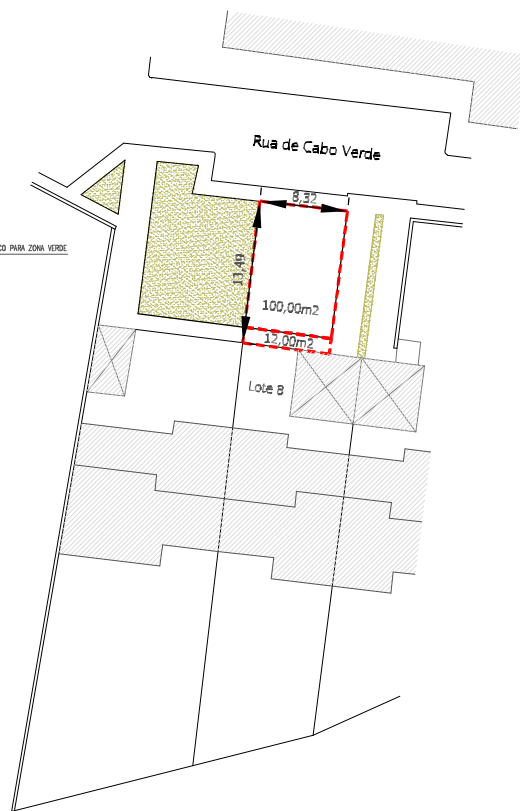 Rua de Cabo Verde
8,32
CO PARA ZONA VERDE
13,49
100,00m2
12,00m2
Lote 8